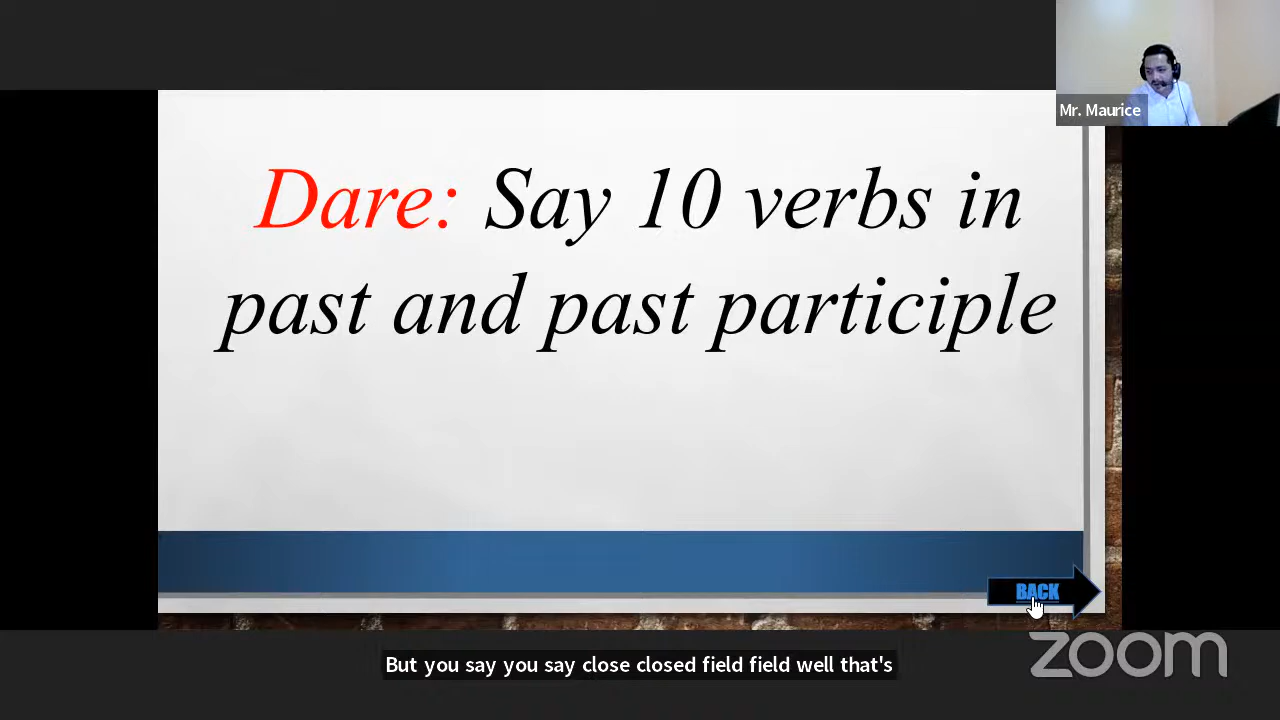 Mr. Maurice
Dare: Say 10 verbs in
past and past participle
BACK
zoom
But you say you say close closed field field well that's